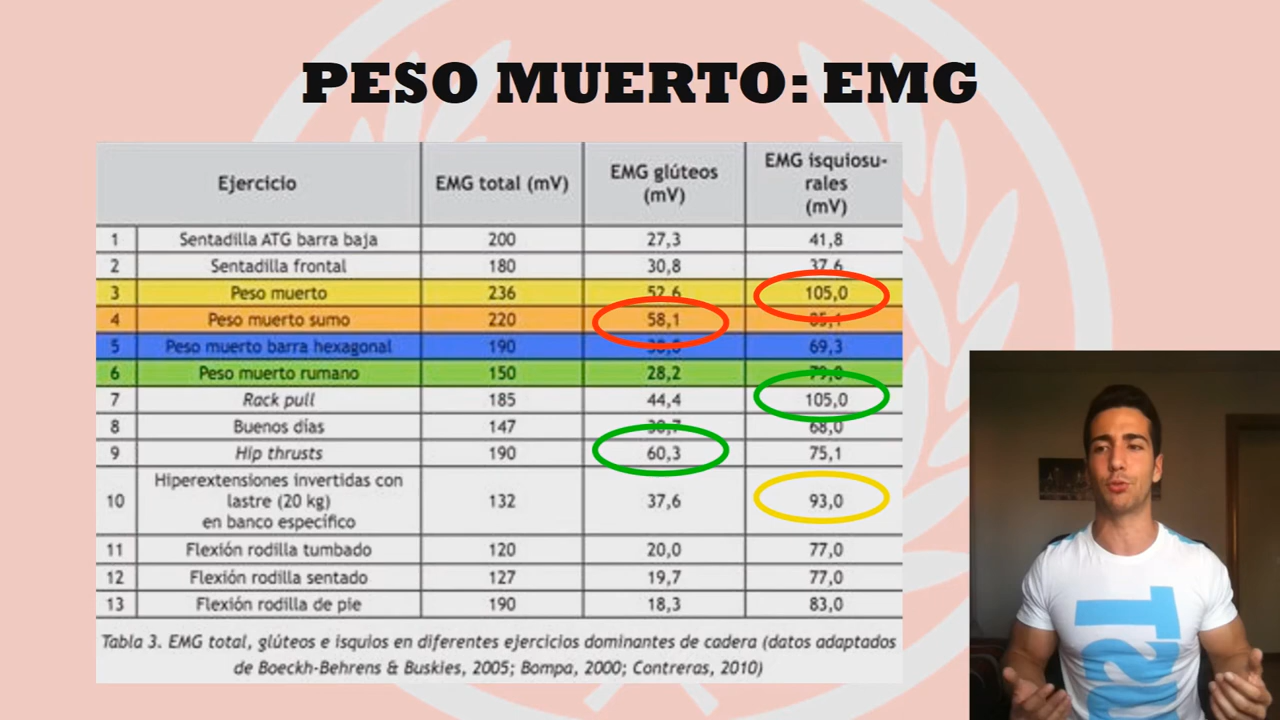 PESO MUERTO: EMG
Ejercicio EMG total (mV) EMG glúteos (mV) EMG isquiosu-rales (mV)
1 Sentadilla ATG barra baja 200 27,3 41,8
2 Sentadilla frontal 180 30,8 37,6
3 Peso muerto 236 52,6 105,0
4 Peso muerto sumo 220 58,1
5 Peso muerto barra hexagonal 190 69,3
6 Peso muerto rumano 150 28,2
7 Rack pull 185 44,4 105,0
8 Buenos días 147 68,0
9 Hip thrusts 190 60,3 75,1
10 Hiperextensiones invertidas con lastre (20 kg) en banco específico 132 37,6 93,0
11 Flexión rodilla tumbado 120 20,0 77,0
12 Flexión rodilla sentado 127 19,7 77,0
13 Flexión rodilla de pie 190 18,3 83,0
Tabla 3. EMG total, glúteos e isquios en diferentes ejercicios dominantes de cadera (datos adaptados
de Boeckh-Behrens & Buskies, 2005; Bompa, 2000; Contreras, 2010)